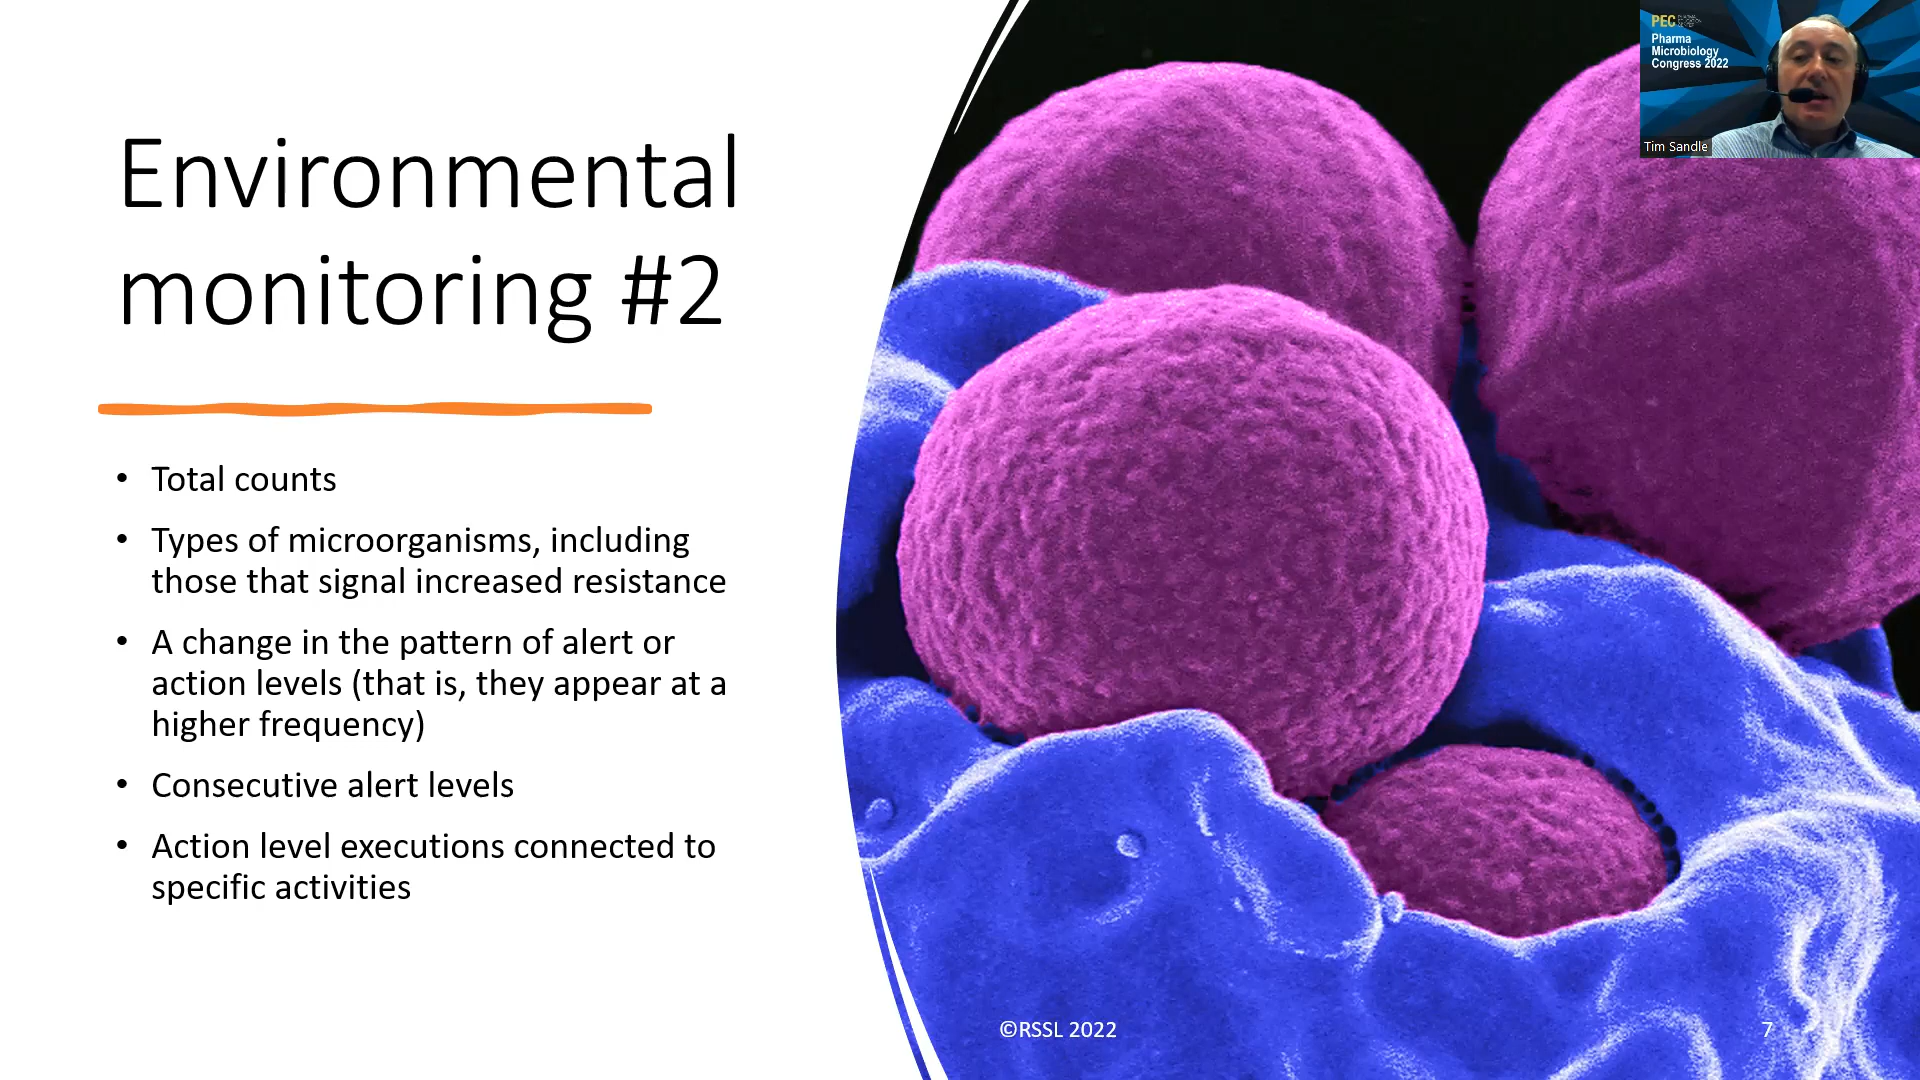 Environmental
monitoring #2
• Total counts
• Types of microorganisms, including
those that signal increased resistance
• A change in the pattern of alert or
action levels (that is, they appear at a
higher frequency)
• Consecutive alert levels
• Action level executions connected to
specific activities
©RSSL 2022
7
PEC
Pharma
Microbiology
Congress 2022
Tim Sandle